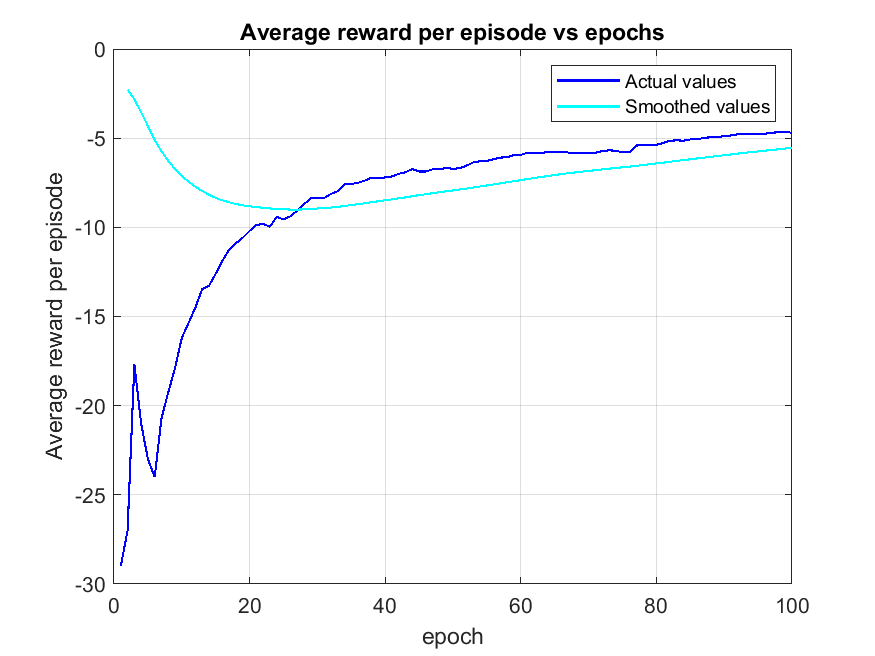 Average reward per episode vs epochs
Actual values
Smoothed values
0
-5
-10
-15
-20
-25
-30
Average reward per episode
0 20 40 60 80 100
epoch